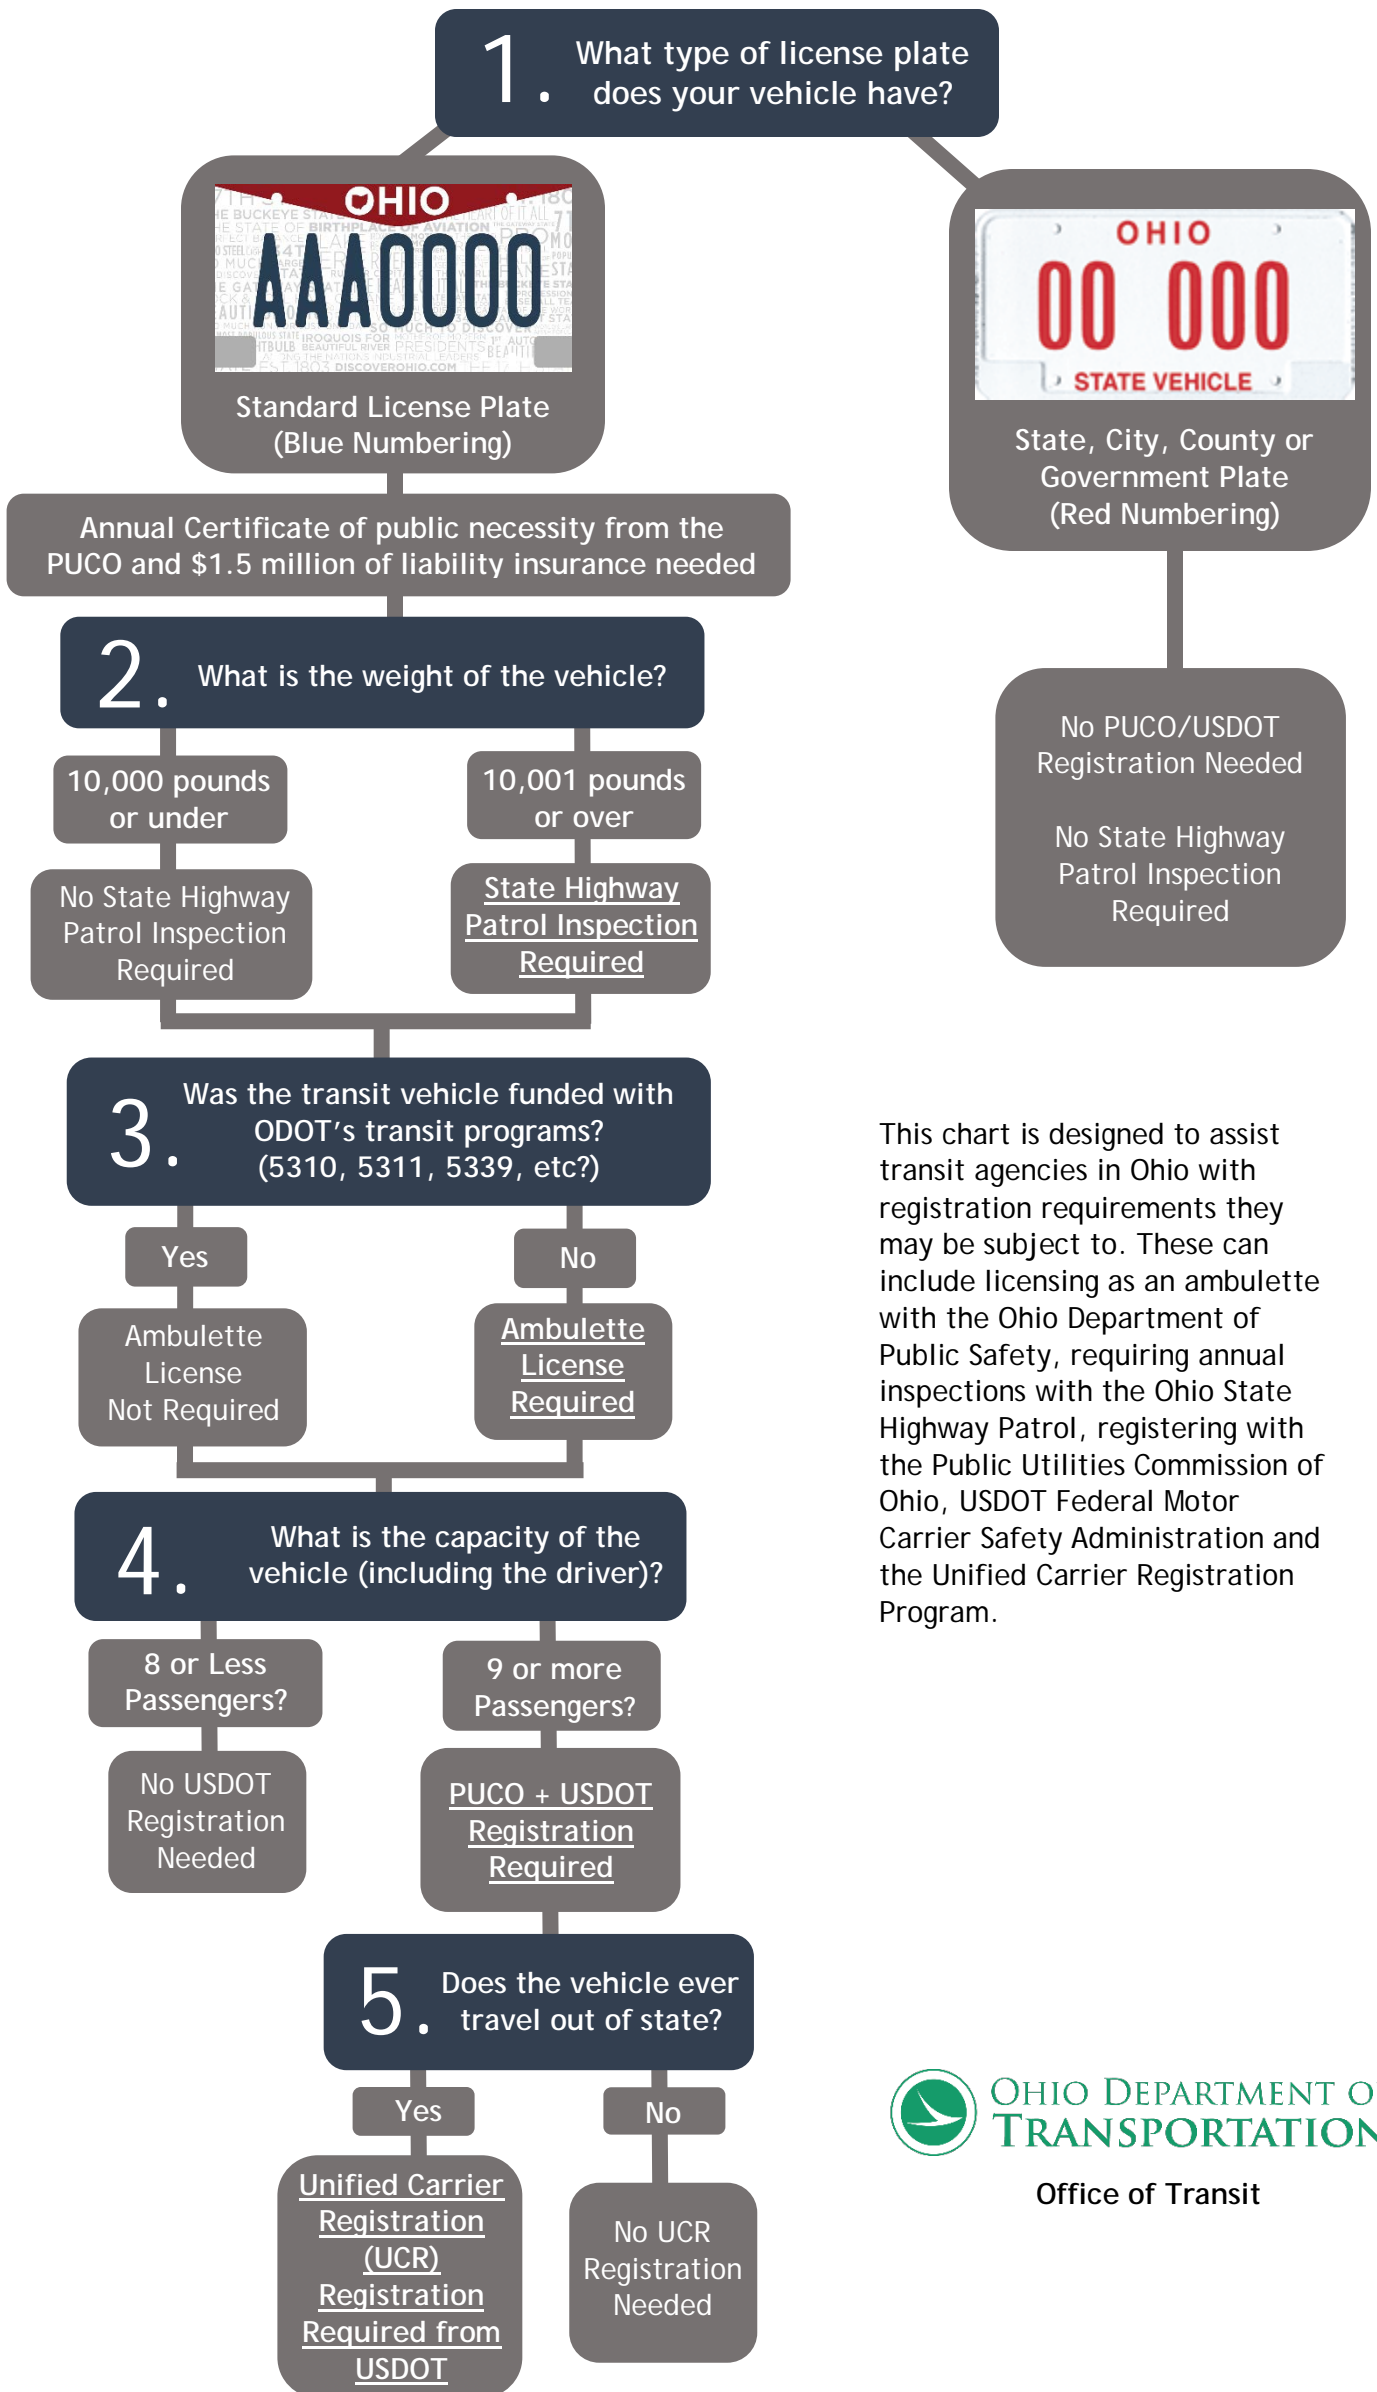 1. What type of license plate
does your vehicle have?
OHIO
AAA0000
Standard License Plate
(Blue Numbering)
OHIO
00 000
STATE VEHICLE
State, City, County or
Government Plate
(Red Numbering)
Annual Certificate of public necessity from the
PUCO and $1.5 million of liability insurance needed
No PUCO/USDOT
Registration Needed
No State Highway
Patrol Inspection
Required
2. What is the weight of the vehicle?
10,000 pounds
or under
10,001 pounds
or over
No State Highway
Patrol Inspection
Required
State Highway
Patrol Inspection
Required
3. Was the transit vehicle funded with
ODOT's transit programs?
(5310, 5311, 5339, etc?)
Yes
No
Ambulette
License
Not Required
Ambulette
License
Required
This chart is designed to assist
transit agencies in Ohio with
registration requirements they
may be subject to. These can
include licensing as an ambulette
with the Ohio Department of
Public Safety, requiring annual
inspections with the Ohio State
Highway Patrol, registering with
the Public Utilities Commission of
Ohio, USDOT Federal Motor
Carrier Safety Administration and
the Unified Carrier Registration
Program.
4. What is the capacity of the
vehicle (including the driver)?
8 or Less
Passengers?
9 or more
Passengers?
No USDOT
Registration
Needed
PUCO + USDOT
Registration
Required
5. Does the vehicle ever
travel out of state?
Yes
No
Unified Carrier
Registration
(UCR)
Registration
Required from
USDOT
No UCR
Registration
Needed
OHIO DEPARTMENT O
TRANSPORTATION
Office of Transit